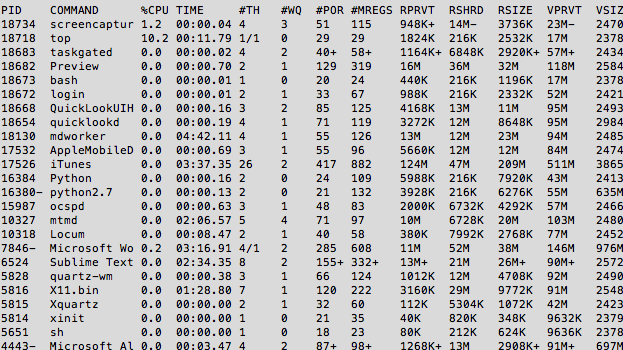 PID COMMAND %CPU TIME #TH #WQ #POR #MREGS RPRVT RSHRD RSIZE VPRVT VSIZ
18734 screencaptur 1.2 00:00.04 4 3 51 115 948K+ 14M- 3736K 23M- 2470
18718 top 10.2 00:11.79 1/1 0 29 29 1824K 216K 2532K 17M 2378
18683 taskgated 0.0 00:00.02 4 2 40+ 58+ 1164K+ 6848K 2920K+ 57M+ 2434
18682 Preview 0.0 00:00.70 2 1 129 319 16M 36M 32M 118M 2584
18673 bash 0.0 00:00.01 1 0 20 24 440K 216K 1196K 17M 2378
18672 login 0.0 00:00.01 2 1 33 67 988K 216K 2332K 52M 2421
18668 QuickLookUIH 0.0 00:00.16 3 2 85 125 4168K 13M 11M 95M 2493
18654 quicklookd 0.0 00:00.19 4 1 71 119 3272K 12M 8648K 95M 2984
18130 mdworker 0.0 04:42.11 4 1 55 126 13M 12M 23M 94M 2485
17532 AppleMobileD 0.0 00:00.69 3 1 55 96 5660K 12M 12M 84M 2474
17526 iTunes 0.0 03:37.35 26 2 417 882 124M 47M 209M 511M 3865
16384 Python 0.0 00:00.16 2 0 24 109 5988K 216K 7920K 43M 2413
16380- python2.7 0.0 00:00.13 2 0 21 132 3928K 216K 6276K 55M 635M
15987 ocspd 0.0 00:00.63 3 1 48 83 2000K 6732K 4292K 57M 2466
10327 mtmd 0.0 02:06.57 5 4 71 97 10M 6728K 20M 103M 2480
10318 Locum 0.0 00:08.47 2 1 40 58 380K 7992K 2768K 77M 2452
7846- Microsoft Wo 0.2 03:16.91 4/1 2 285 608 11M 52M 38M 146M 976M
6524 Sublime Text 0.0 02:34.35 8 2 155+ 332+ 13M+ 21M 26M+ 90M+ 2572
5828 quartz-wm 0.0 00:00.38 3 1 66 124 1012K 12M 4708K 92M 2490
5816 X11.bin 0.0 01:28.80 7 1 120 222 3160K 29M 9772K 91M 2548
5815 Xquartz 0.0 00:00.00 2 1 32 60 112K 5304K 1072K 42M 2423
5814 xinit 0.0 00:00.00 1 0 21 35 40K 820K 348K 9632K 2379
5651 sh 0.0 00:00.00 1 0 18 23 80K 212K 624K 9636K 2378
4443- Microsoft Al 0.0 00:03.47 4 2 87+ 98+ 1268K+ 13M 2908K+ 91M+ 697M